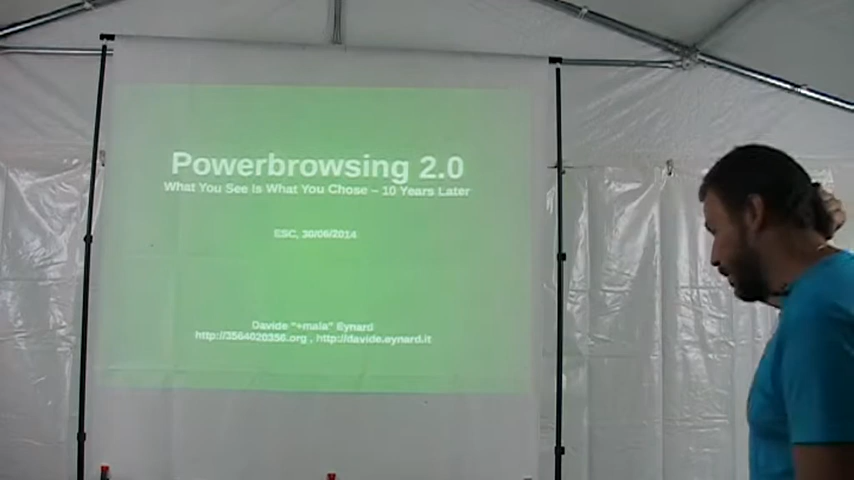 Powerbrowsing 2.0
What You See Is What You Chose – 10 Years Later
ESC, 30/06/2014
Davide "+mala" Eynard
http://3564020356.org , http://davide.eynard.it